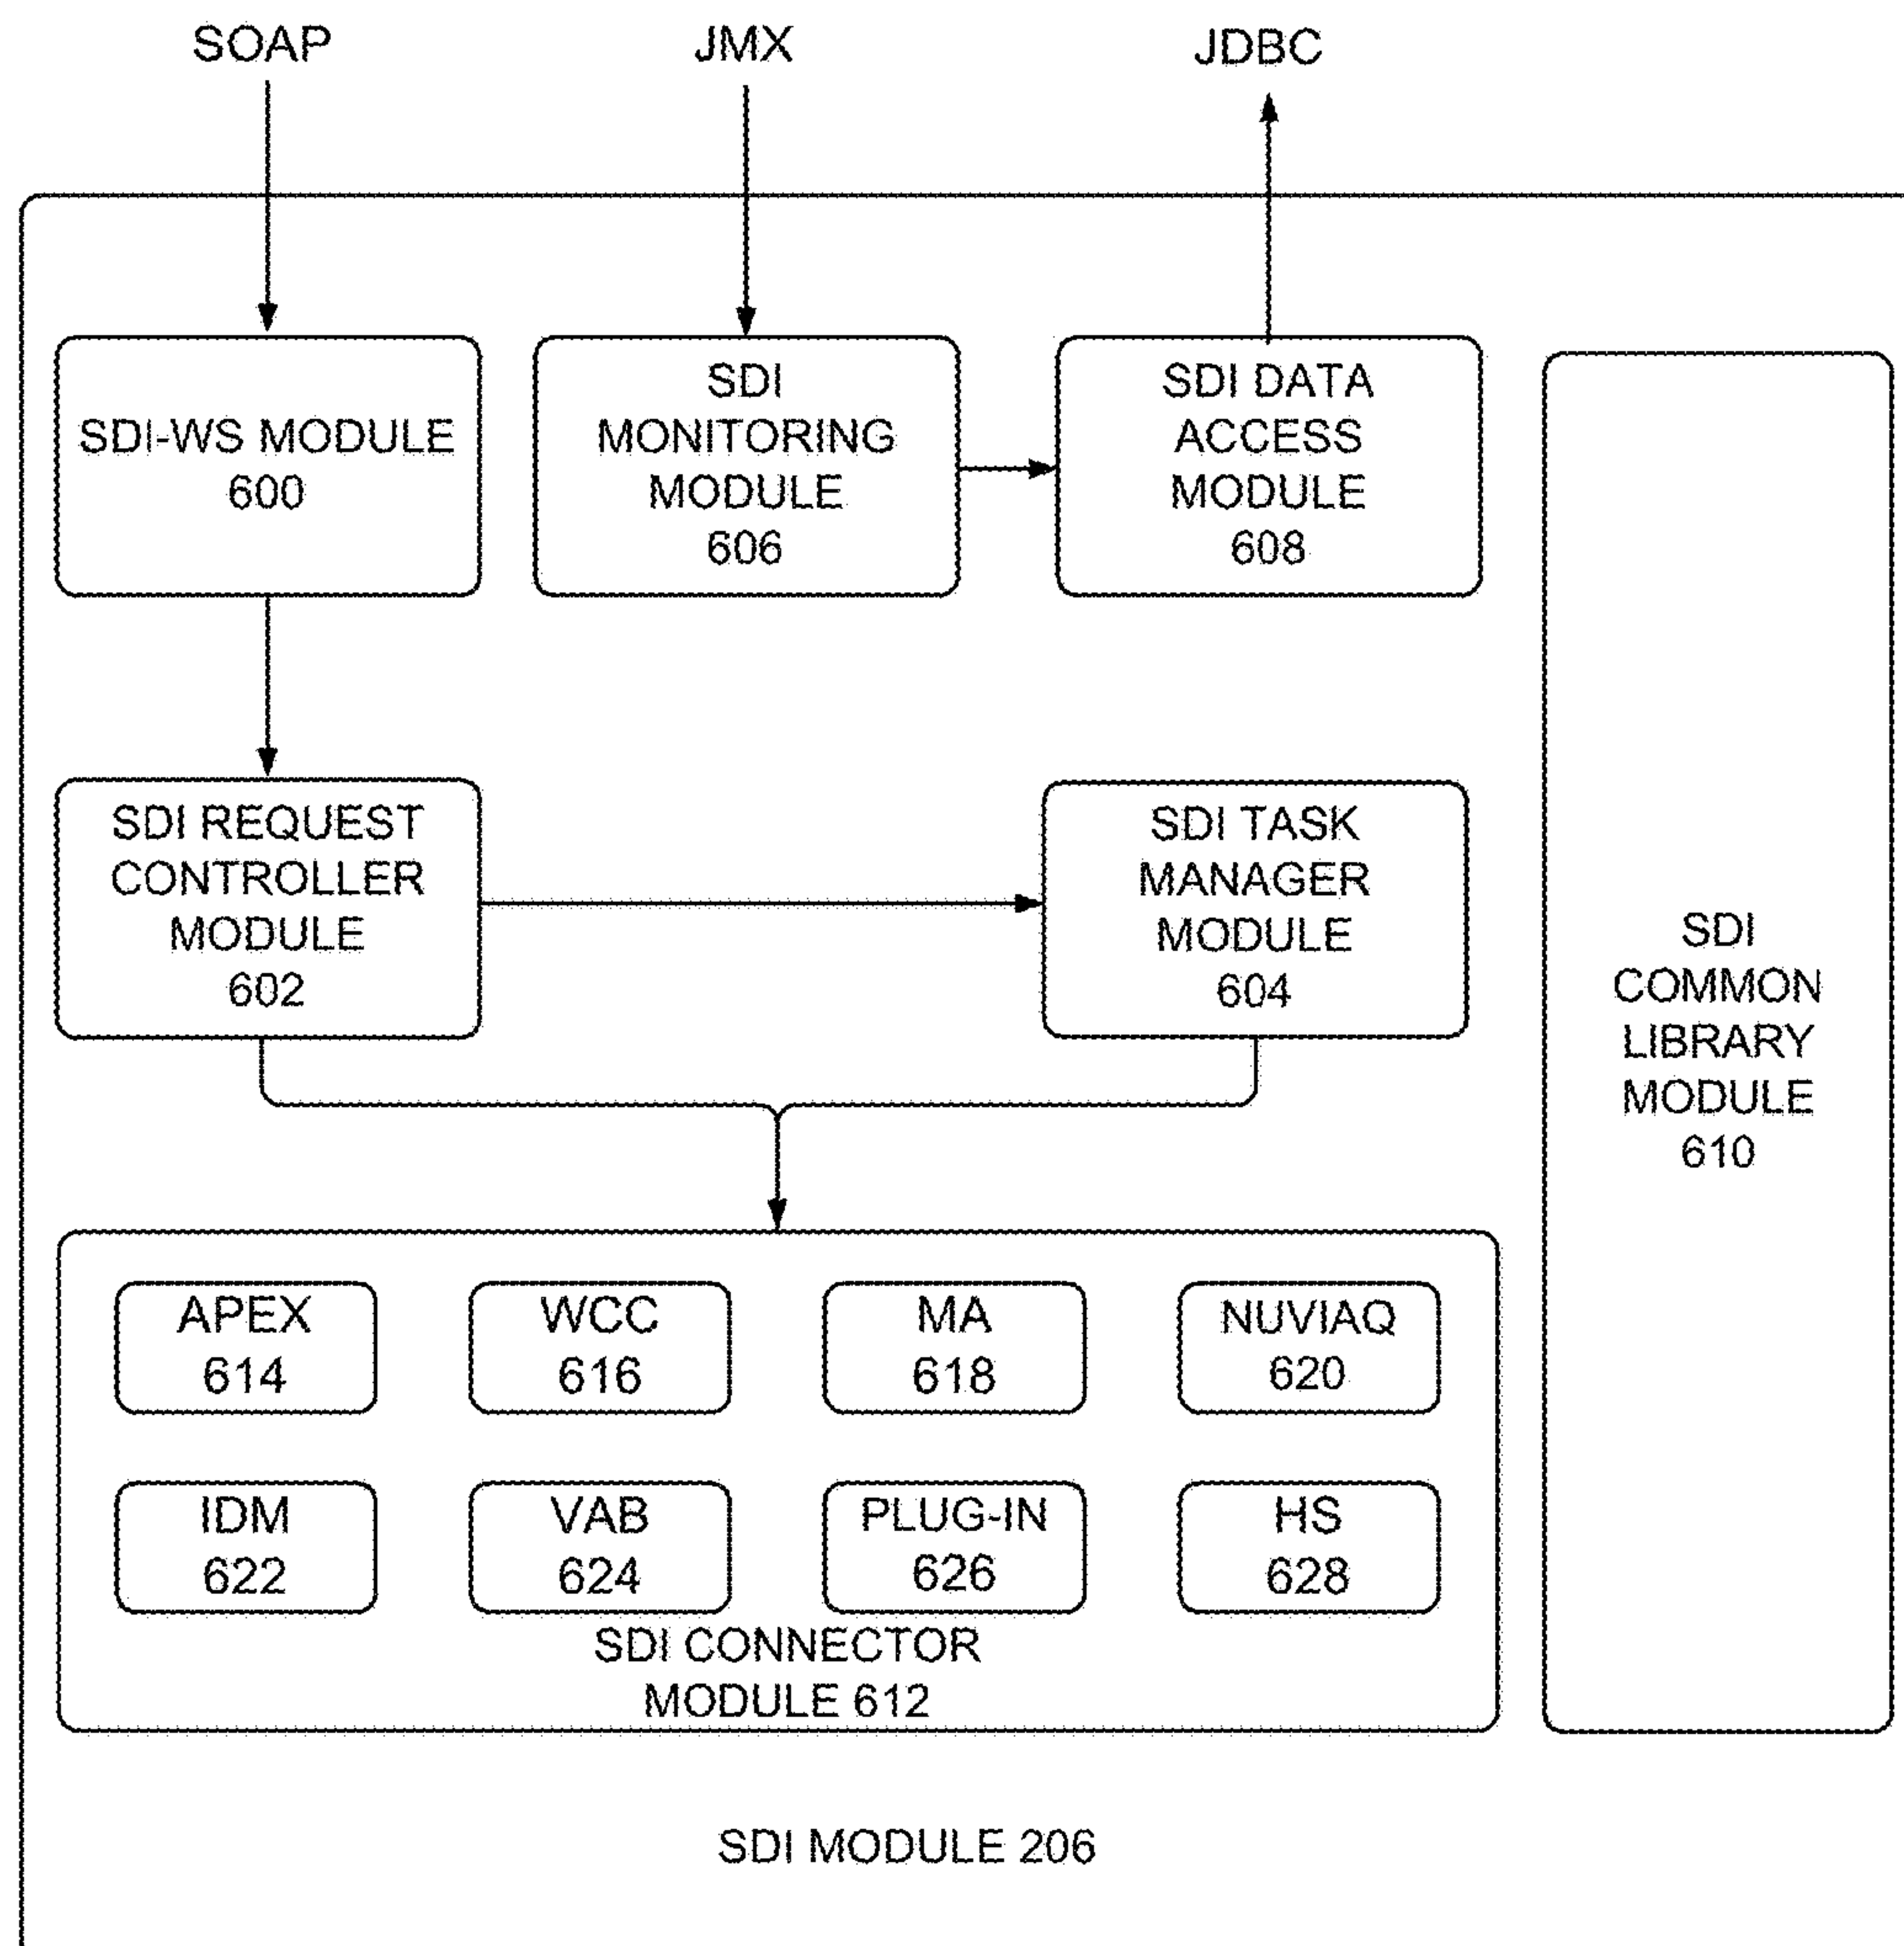 SOAP
JMX
JDBC
SDI-WS MODULE
600
SDI
MONITORING
MODULE
606
SDI DATA
ACCESS
MODULE
608
SDI REQUEST
CONTROLLER
MODULE
602
SDI TASK
MANAGER
MODULE
604
SDI
COMMON
LIBRARY
MODULE
610
APEX
614
WCC
616
MA
618
NUVIAQ
620
IDM
622
VAB
624
PLUG-IN
626
HS
628
SDI CONNECTOR
MODULE 612
SDI MODULE 206